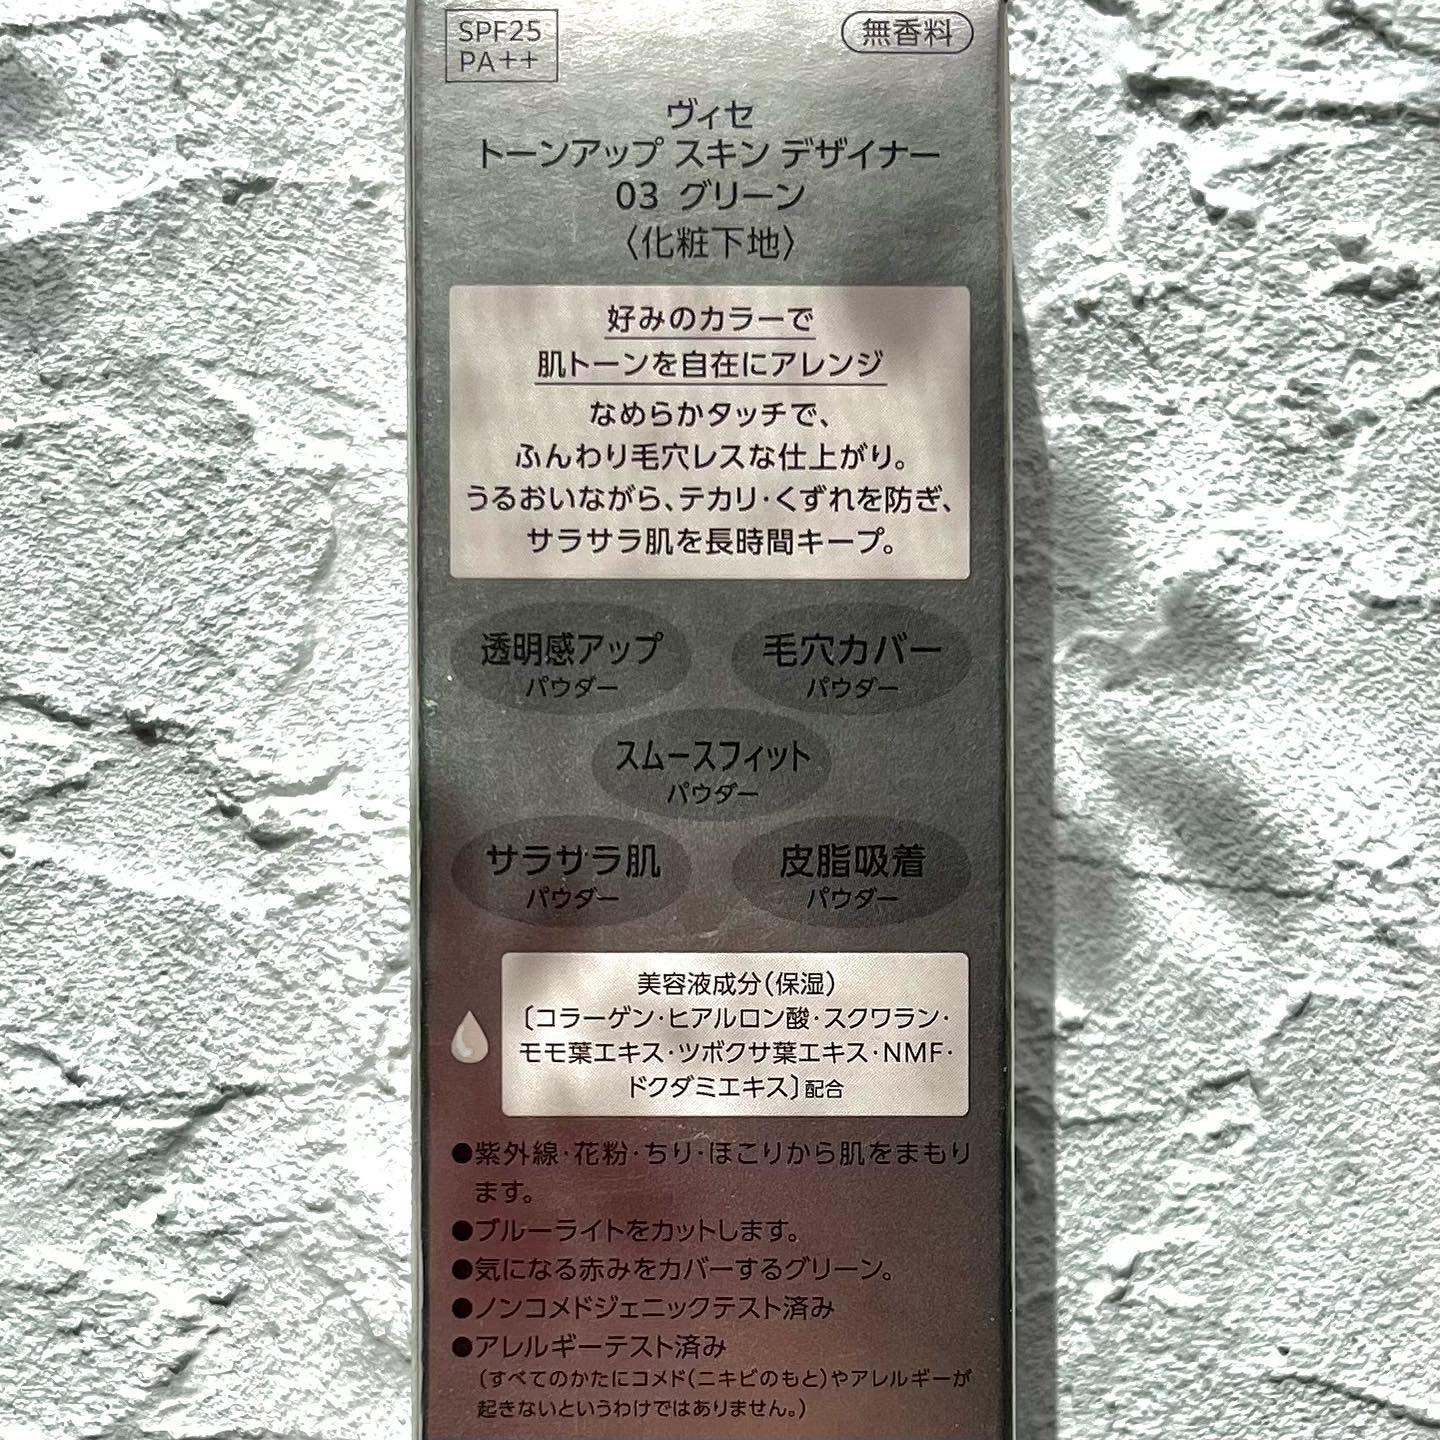 SPF25
PA++
無香料
ヴィセ
トーンアップ スキン デザイナー
03 グリーン
〈化粧下地〉
好みのカラーで
肌トーンを自在にアレンジ
なめらかタッチで、
ふんわり毛穴レスな仕上がり。
うるおいながら、テカリ・くずれを防ぎ、
サラサラ肌を長時間キープ。
透明感アップ
パウダー
毛穴カバー
パウダー
スムースフィット
パウダー
サラサラ肌
パウダー
皮脂吸着
パウダー
美容液成分(保湿)
〔コラーゲン・ヒアルロン酸・スクワラン・
モモ葉エキス・ツボクサ葉エキス・NMF・
ドクダミエキス〕配合
●紫外線・花粉・ちり・ほこりから肌をまもり
ます。
●ブルーライトをカットします。
●気になる赤みをカバーするグリーン。
●ノンコメドジェニックテスト済み
●アレルギーテスト済み
(すべてのかたにコメド(ニキビのもと)やアレルギーが
起きないというわけではありません。)